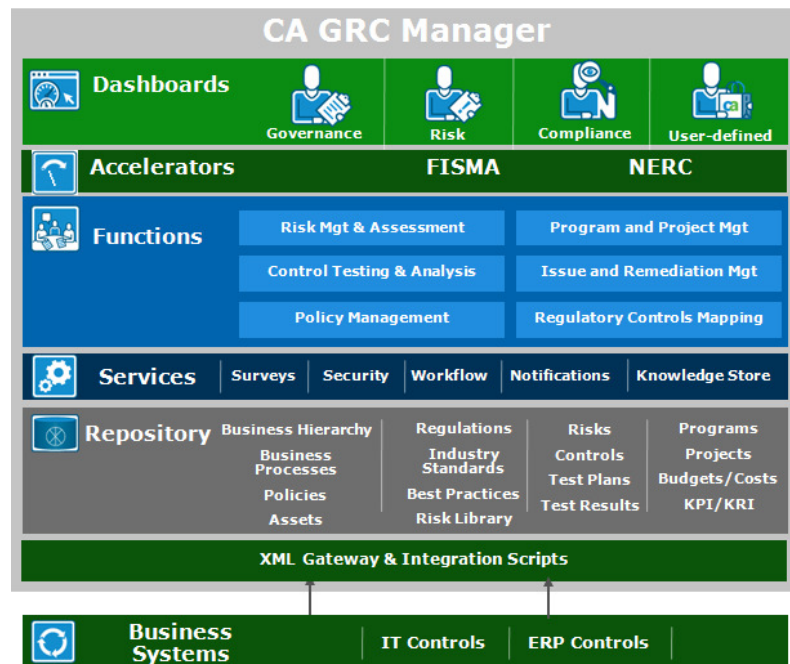 CA GRC Manager
Dashboards
Governance
Risk
Compliance
ca
User-defined
Accelerators
FISMA
NERC
Functions
Risk Mgt & Assessment
Program and Project Mgt
Control Testing & Analysis
Issue and Remediation Mgt
Policy Management
Regulatory Controls Mapping
Services
Surveys
Security
Workflow
Notifications
Knowledge Store
Repository
Business Hierarchy
Business
Processes
Policies
Assets
Regulations
Industry
Standards
Best Practices
Risk Library
Risks
Controls
Test Plans
Test Results
Programs
Projects
Budgets/Costs
KPI/KRI
XML Gateway & Integration Scripts
Business
Systems
IT Controls
ERP Controls